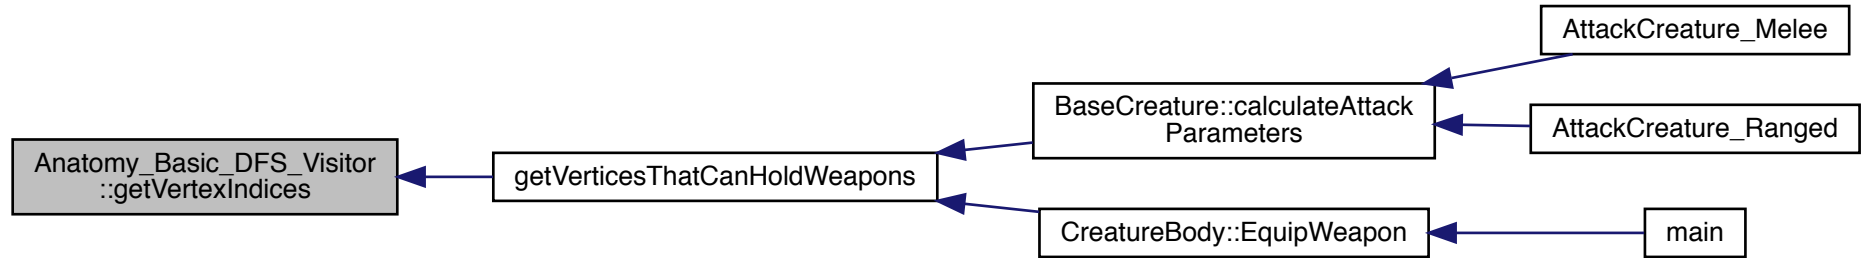 Anatomy_Basic_DFS_Visitor
::getVertexIndices
getVerticesThatCanHoldWeapons
BaseCreature::calculateAttack
Parameters
AttackCreature_Melee
AttackCreature_Ranged
CreatureBody::EquipWeapon
main